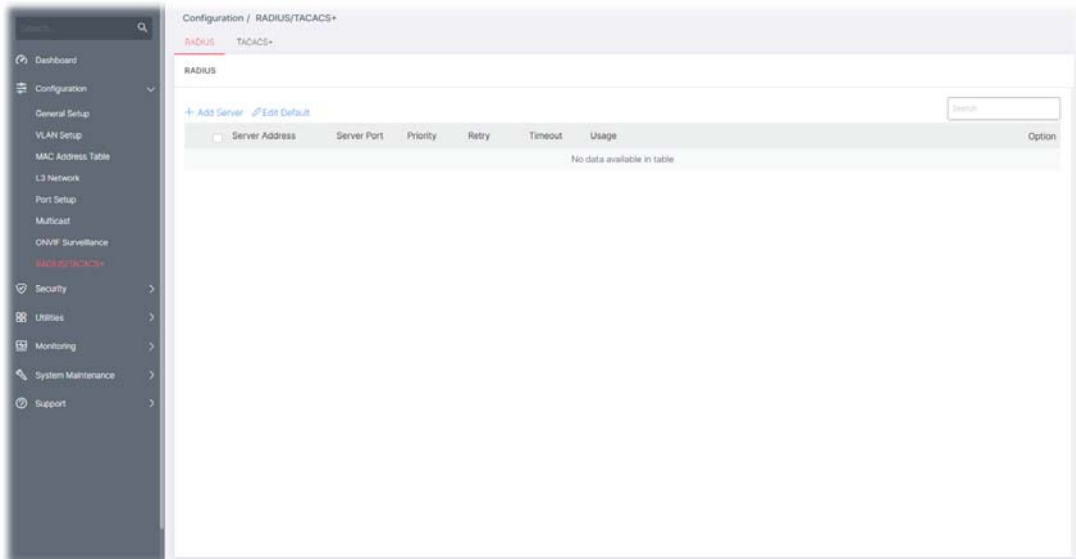 Search...
Dashboard
Configuration
General Setup
VLAN Setup
MAC Address Table
L3 Network
Port Setup
Multicast
ONVIF Surveillance
RADIUS/TACACS+
Security
Utilities
Monitoring
System Maintenance
Support
Configuration / RADIUS/TACACS+
RADIUS TACACS+
RADIUS
+ Add Server Edit Default
Search
Server Address Server Port Priority Retry Timeout Usage Option
No data available in table